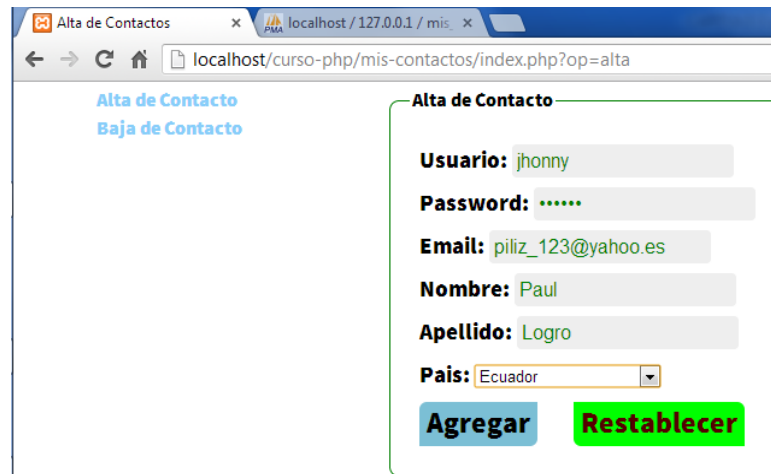 Alta de Contactos
localhost / 127.0.0.1 / mis_
localhost/curso-php/mis-contactos/index.php?op=alta
Alta de Contacto
Baja de Contacto
Alta de Contacto
Usuario: jhonny
Password: ••••••
Email: piliz_123@yahoo.es
Nombre: Paul
Apellido: Logro
Pais: Ecuador
Agregar Restablecer